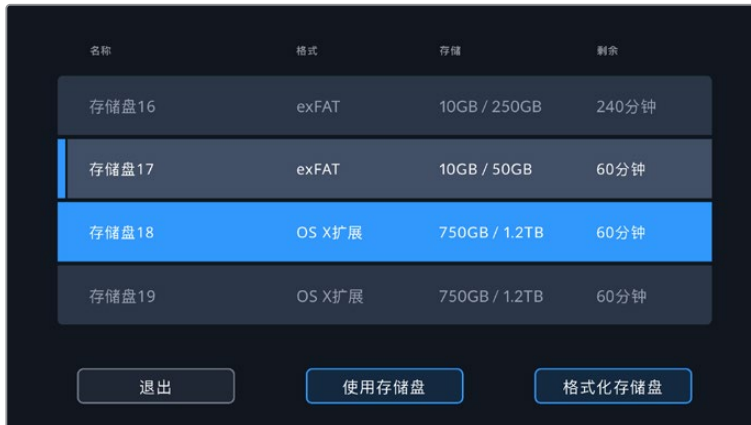 名称 格式 存储 剩余
存储盘16 exFAT 10GB / 250GB 240分钟
存储盘17 exFAT 10GB / 50GB 60分钟
存储盘18 OS X扩展 750GB / 1.2TB 60分钟
存储盘19 OS X扩展 750GB / 1.2TB 60分钟
退出 使用存储盘 格式化存储盘